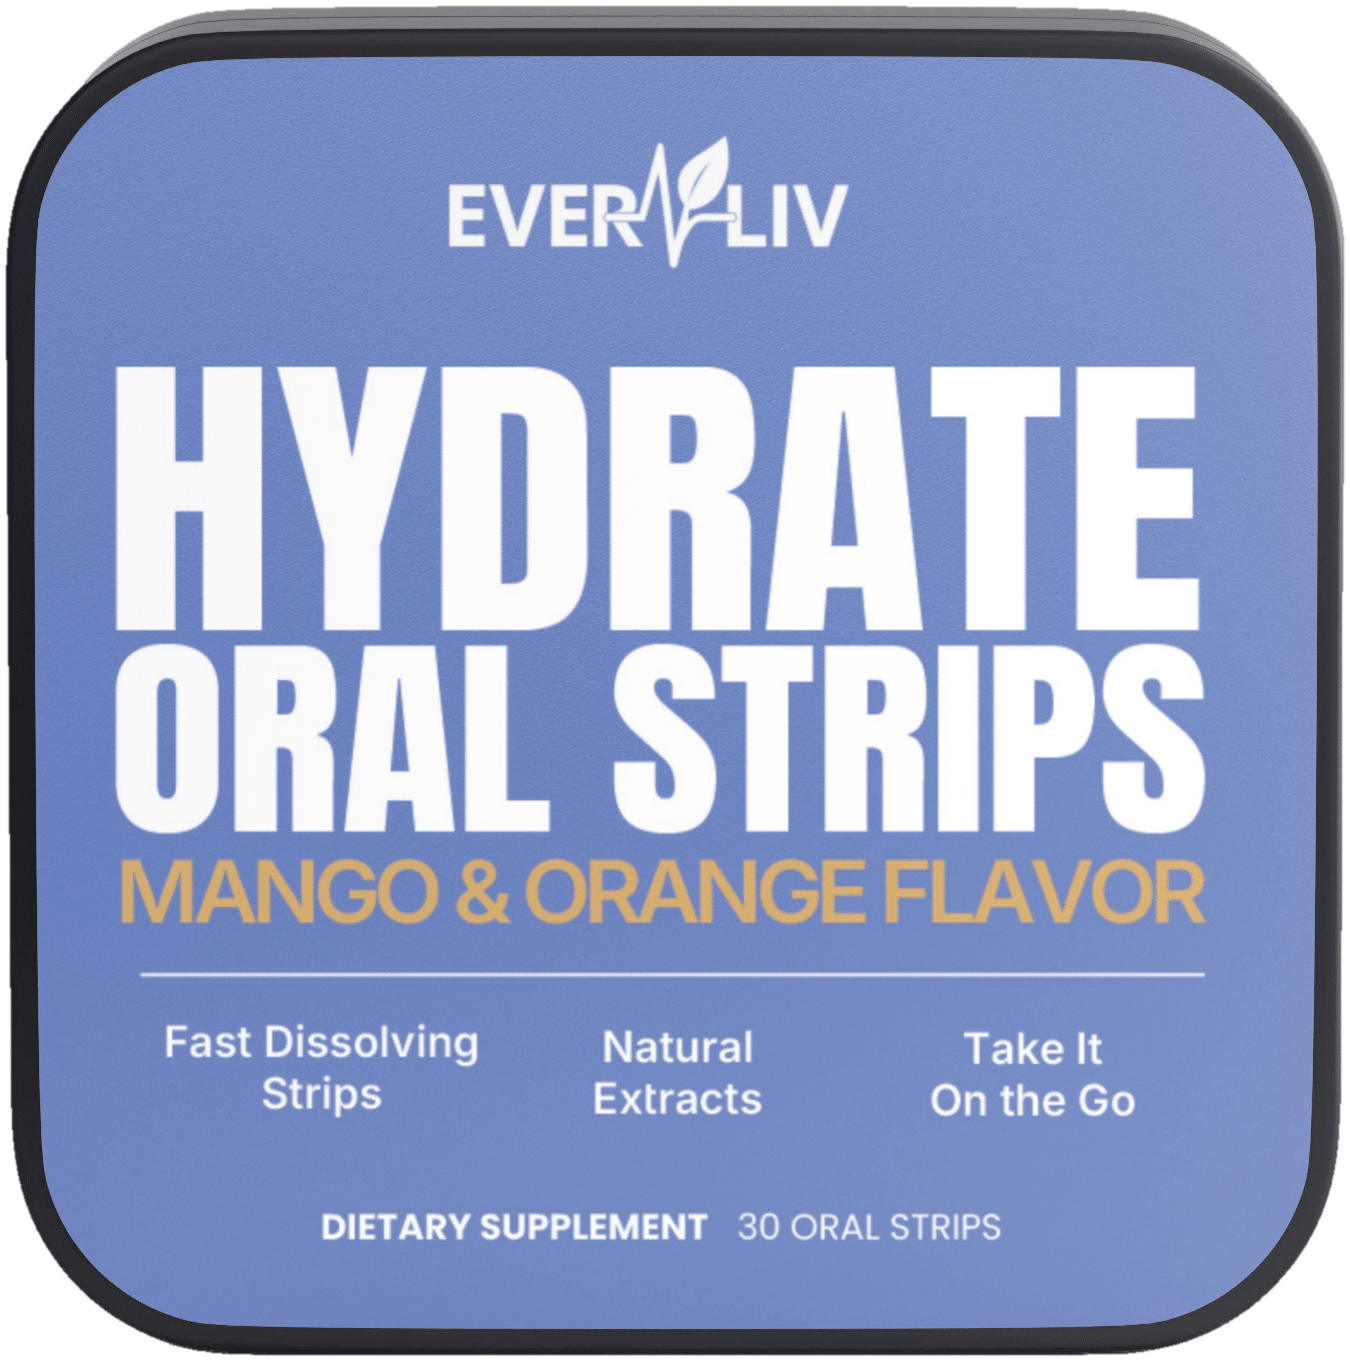 EVERLIV
HYDRATE
ORAL STRIPS
MANGO & ORANGE FLAVOR
Fast Dissolving
Strips
Natural
Extracts
Take It
On the Go
DIETARY SUPPLEMENT 30 ORAL STRIPS